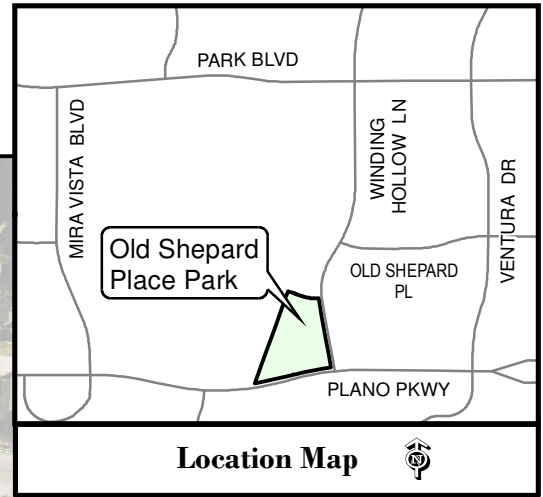 PARK BLVD
MIRA VISTA BLVD
WINDING
HOLLOW LN
VENTURA DR
Old Shepard
Place Park
OLD SHEPARD
PL
PLANO PKWY
Location Map
N